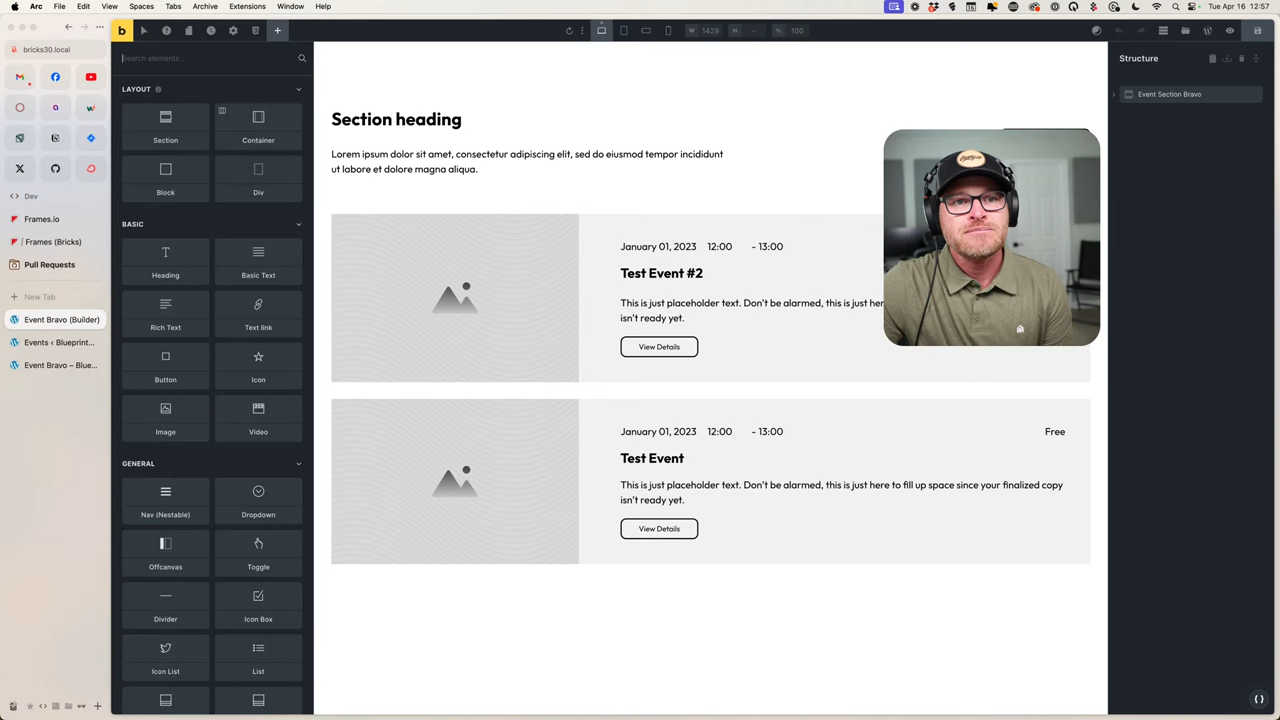 Arc File Edit View Spaces Tabs Archive Extensions Window Help Tue Apr 16 12:57
b W 1429 H - % 100
bricks30.local
Search elements...
Structure
LAYOUT
Section Container
Block Div
BASIC
Heading Basic Text
Rich Text Text link
Button Icon
Image Video
GENERAL
Nav (Nestable) Dropdown
Offcanvas Toggle
Divider Icon Box
Icon List List
Dev
Frames.io
/ Frames (Bricks)
Pull Requests
New Tab
Event Bravo (Builder)
Events ‹ Blueprint...
Event Bravo – Blue...
Section heading
Lorem ipsum dolor sit amet, consectetur adipiscing elit, sed do eiusmod tempor incididunt
ut labore et dolore magna aliqua.
January 01, 2023 12:00 - 13:00
Test Event #2
This is just placeholder text. Don't be alarmed, this is just her
isn't ready yet.
View Details
January 01, 2023 12:00 - 13:00 Free
Test Event
This is just placeholder text. Don't be alarmed, this is just here to fill up space since your finalized copy
isn't ready yet.
View Details
Event Section Bravo